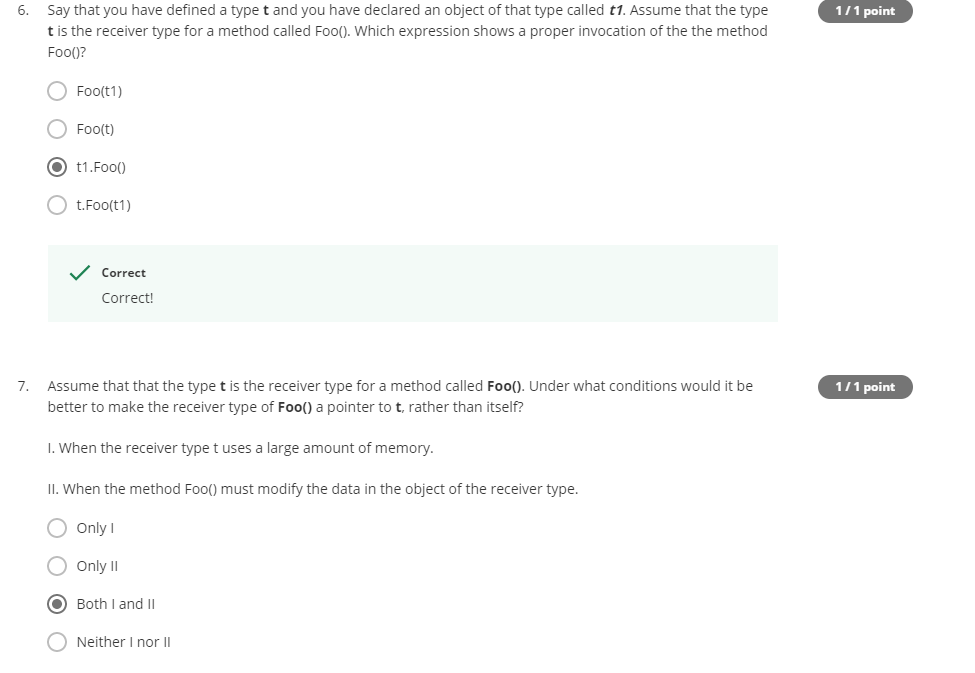 6. Say that you have defined a type t and you have declared an object of that type called t1. Assume that the type
1 / 1 point
t is the receiver type for a method called Foo(). Which expression shows a proper invocation of the the method
Foo()?
Foo(t1)
Foo(t)
t1.Foo()
t.Foo(t1)
Correct
Correct!
7. Assume that that the type t is the receiver type for a method called Foo(). Under what conditions would it be
1 / 1 point
better to make the receiver type of Foo() a pointer to t, rather than itself?
I. When the receiver type t uses a large amount of memory.
II. When the method Foo() must modify the data in the object of the receiver type.
Only I
Only II
Both I and II
Neither I nor II